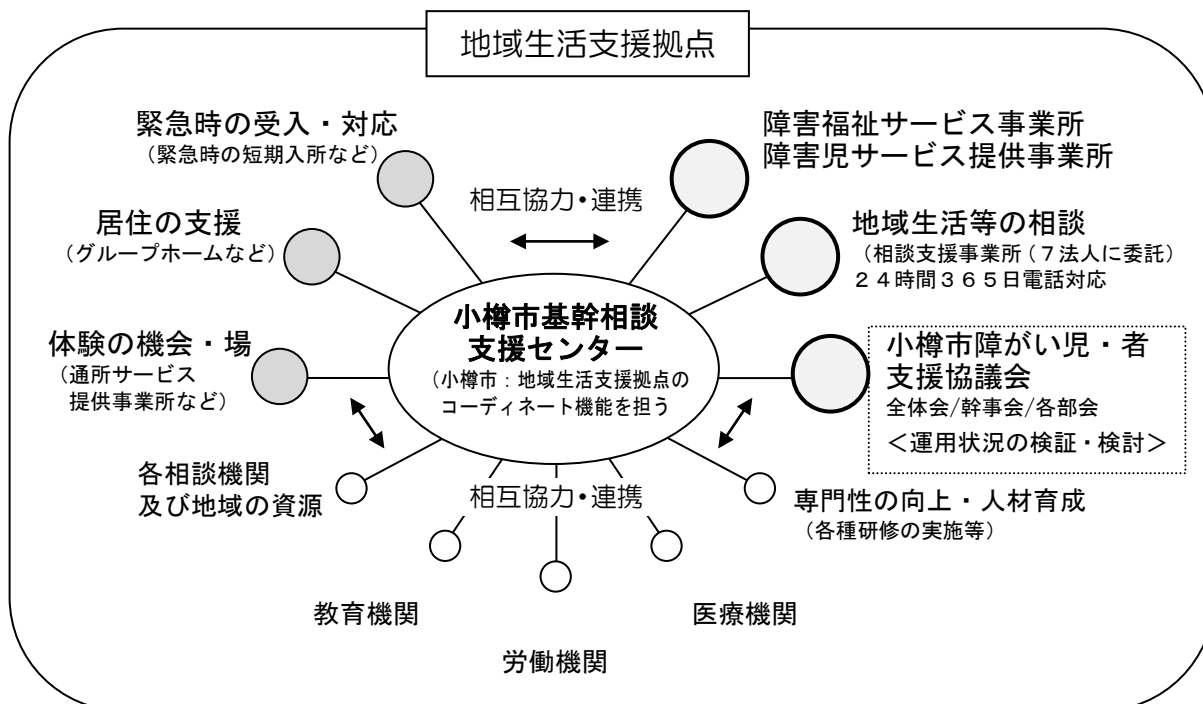 地域生活支援拠点
緊急時の受入・対応
（緊急時の短期入所など）
障害福祉サービス事業所
障害児サービス提供事業所
相互協力・連携
居住の支援
（グループホームなど）
地域生活等の相談
（相談支援事業所（７法人に委託）
２４時間３６５日電話対応
小樽市基幹相談
支援センター
（小樽市：地域生活支援拠点の
コーディネート機能を担う
体験の機会・場
（通所サービス
提供事業所など）
小樽市障がい児・者
支援協議会
全体会/幹事会/各部会
＜運用状況の検証・検討＞
各相談機関
及び地域の資源
相互協力・連携
専門性の向上・人材育成
（各種研修の実施等）
教育機関
医療機関
労働機関